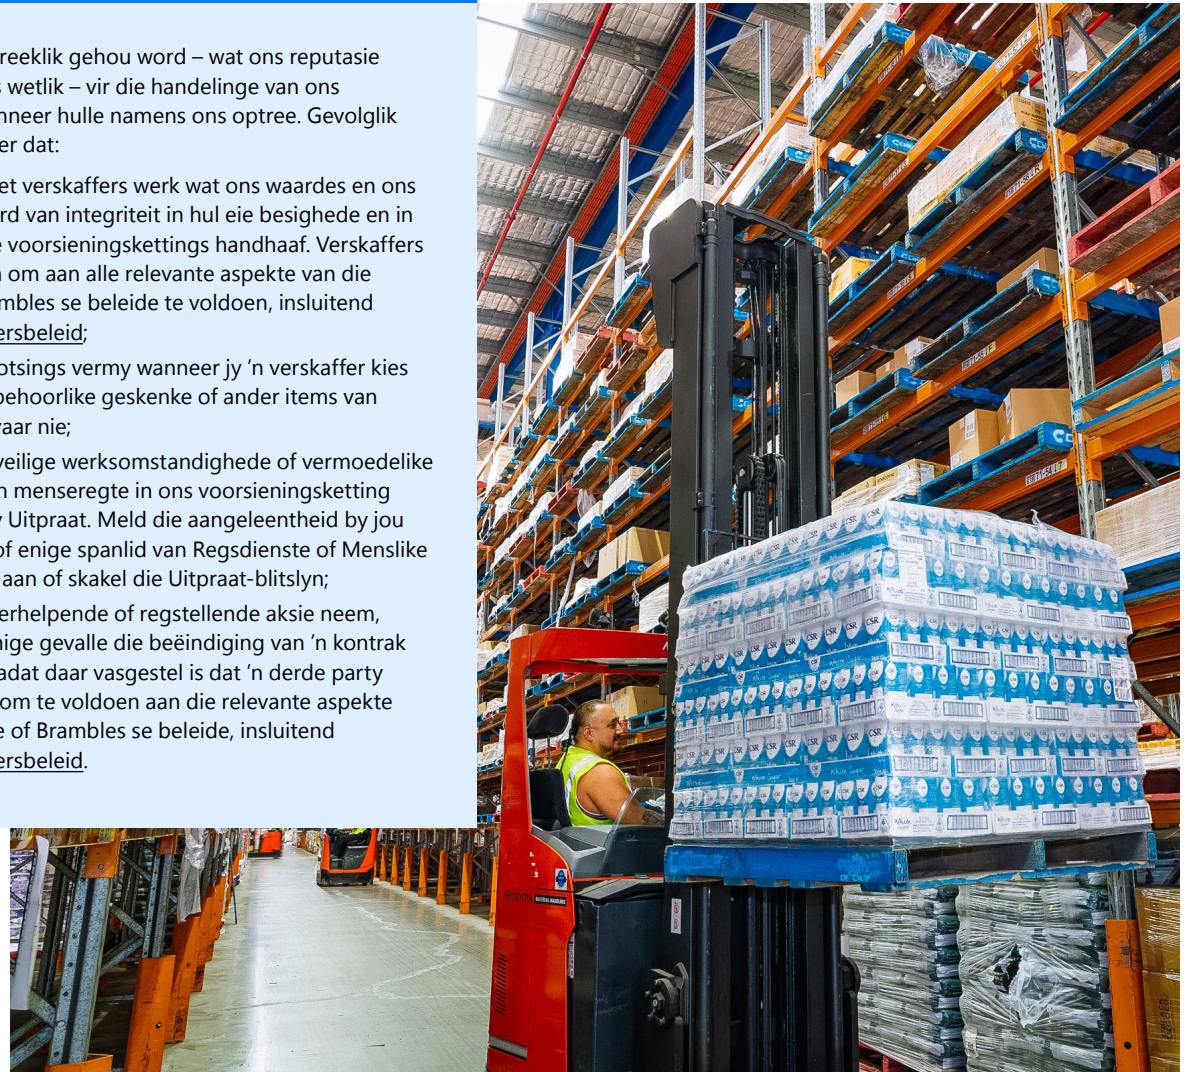 reeklik gehou word – wat ons reputasie
s wetlik – vir die handelinge van ons
nneer hulle namens ons optree. Gevolglik
er dat:
et verskaffers werk wat ons waardes en ons
rd van integriteit in hul eie besighede en in
e voorsieningskettings handhaaf. Verskaffers
n om aan alle relevante aspekte van die
mbles se beleide te voldoen, insluitend
ersbeleid;
otsings vermy wanneer jy ’n verskaffer kies
behoorlike geskenke of ander items van
vaar nie;
veilige werksomstandighede of vermoedelike
n menseregte in ons voorsieningsketting
y Uitpraat. Meld die aangeleentheid by jou
of enige spanlid van Regsdienste of Menslike
aan of skakel die Uitpraat-blitslyn;
erhelpende of regstellende aksie neem,
nige gevalle die beëindiging van ’n kontrak
adat daar vasgestel is dat ’n derde party
om te voldoen aan die relevante aspekte
e of Brambles se beleide, insluitend
ersbeleid.
CSR
White Sugar
TOYOTA MATERIAL HANDLING